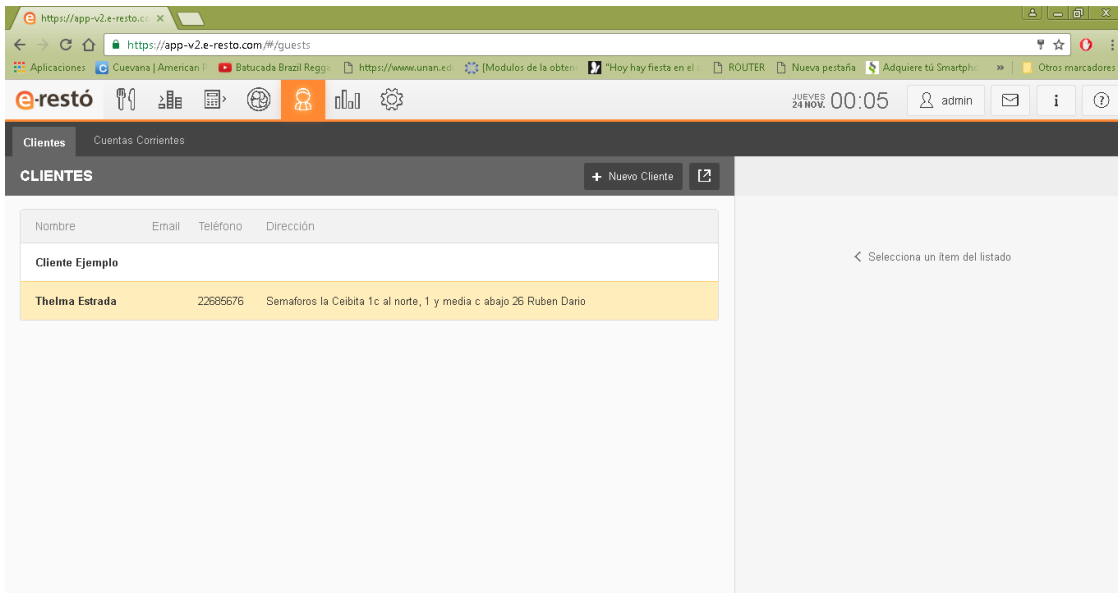 https://app-v2.e-resto.co
https://app-v2.e-resto.com/#/guests
Aplicaciones Cuevana | American P Batucada Brazil Regga https://www.unan.ed [Modulos de la obten "Hoy hay fiesta en el ROUTER Nueva pestaña Adquiere tú Smartpho » Otros marcadores
e-restó JUEVES 24 NOV. 00:05 admin
Clientes Cuentas Corrientes
CLIENTES + Nuevo Cliente
Nombre Email Teléfono Dirección
Cliente Ejemplo
Selecciona un ítem del listado
Thelma Estrada 22685676 Semaforos la Ceibita 1c al norte, 1 y media c abajo 26 Ruben Dario